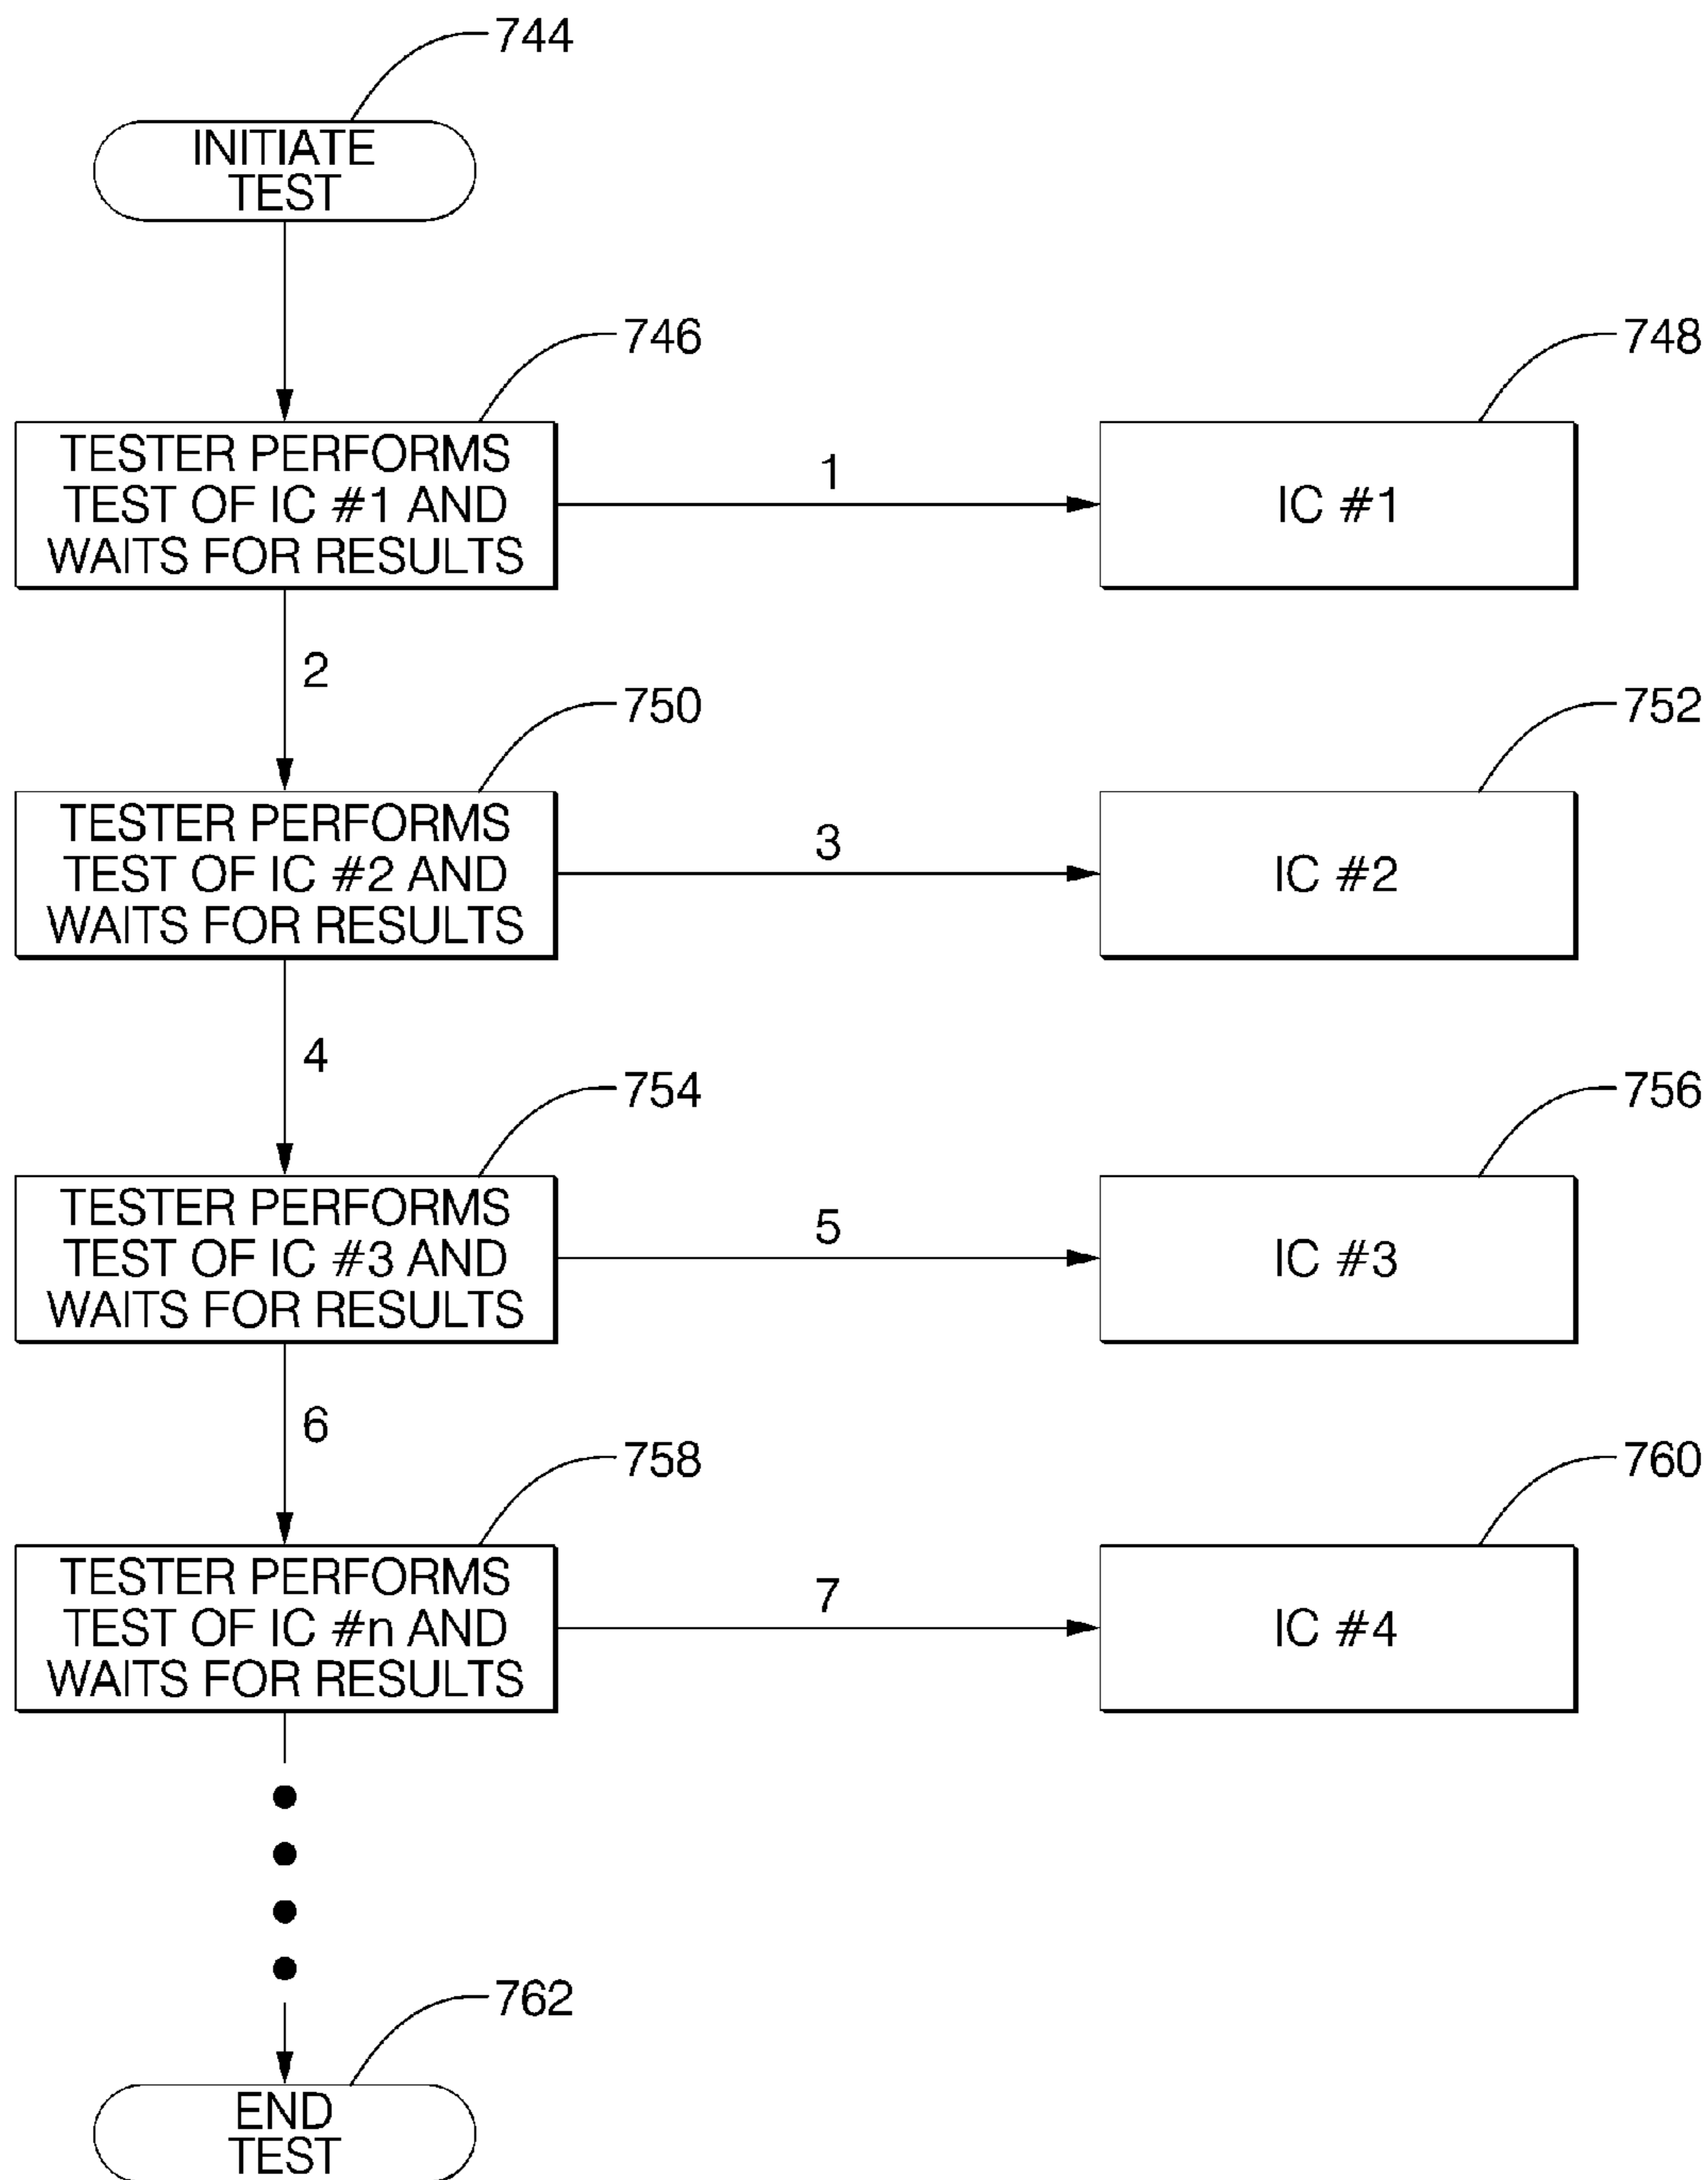 744
INITIATE
TEST
746
748
TESTER PERFORMS
TEST OF IC #1 AND
WAITS FOR RESULTS
1
IC #1
2
750
752
TESTER PERFORMS
TEST OF IC #2 AND
WAITS FOR RESULTS
3
IC #2
4
754
756
TESTER PERFORMS
TEST OF IC #3 AND
WAITS FOR RESULTS
5
IC #3
6
758
760
TESTER PERFORMS
TEST OF IC #n AND
WAITS FOR RESULTS
7
IC #4
762
END
TEST